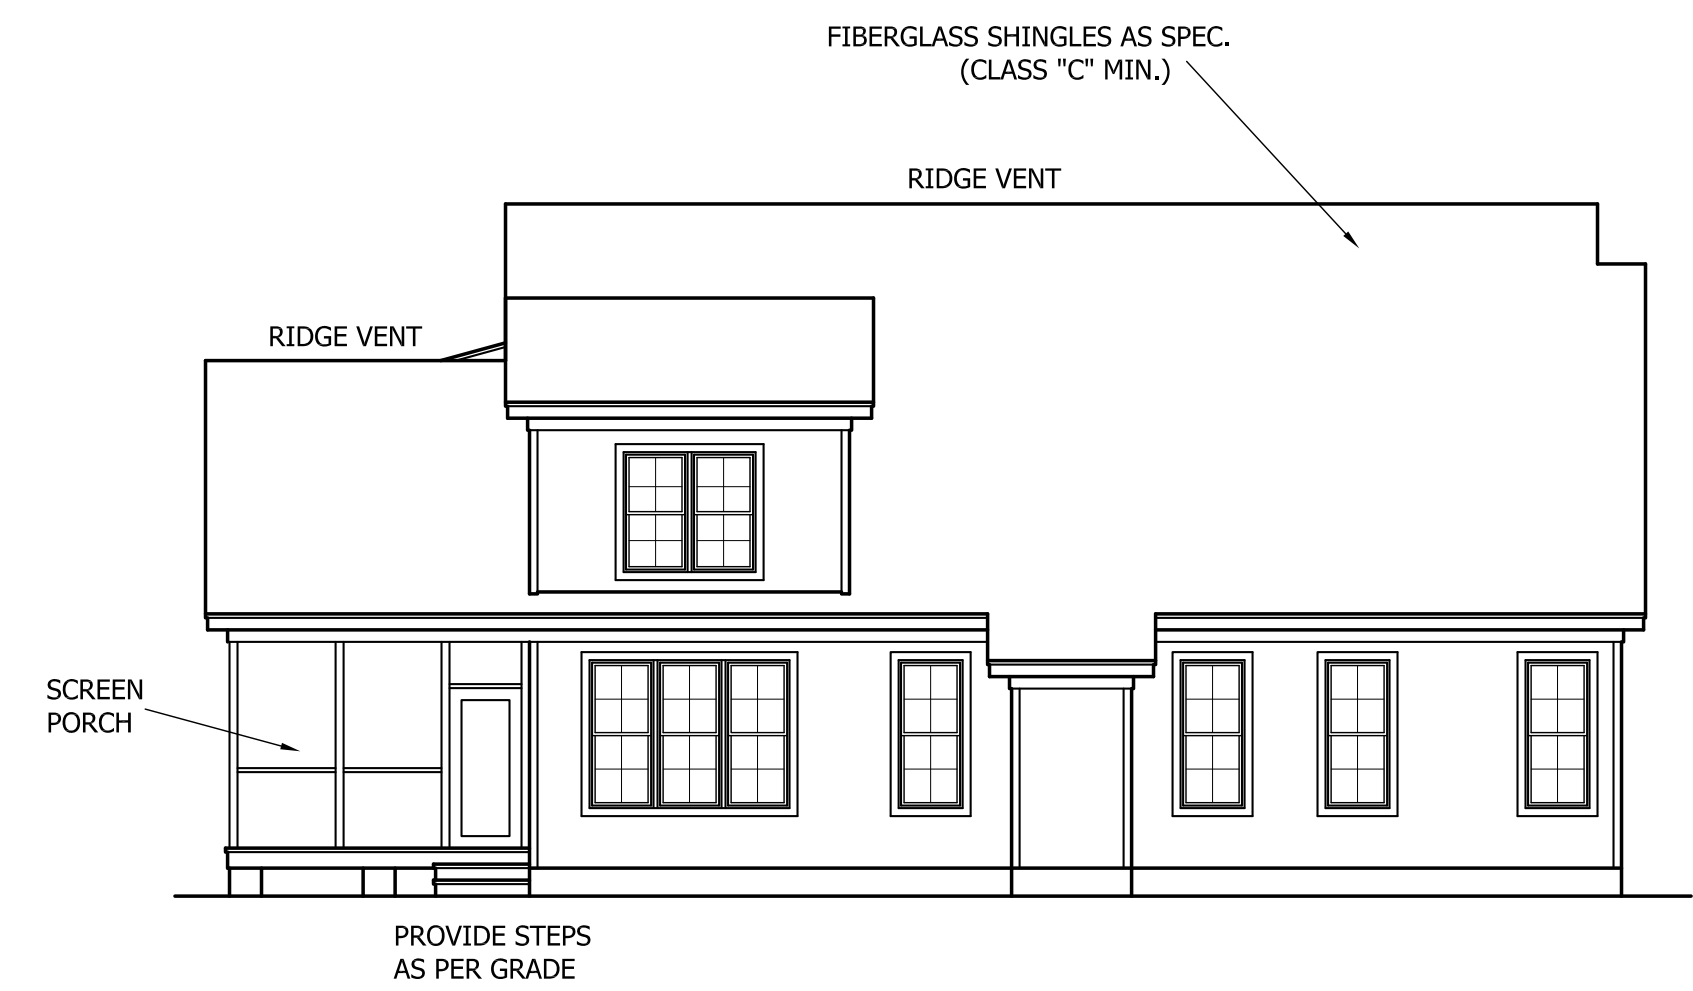 FIBERGLASS SHINGLES AS SPEC.
(CLASS "C" MIN.)
RIDGE VENT
RIDGE VENT
SCREEN
PORCH
PROVIDE STEPS
AS PER GRADE